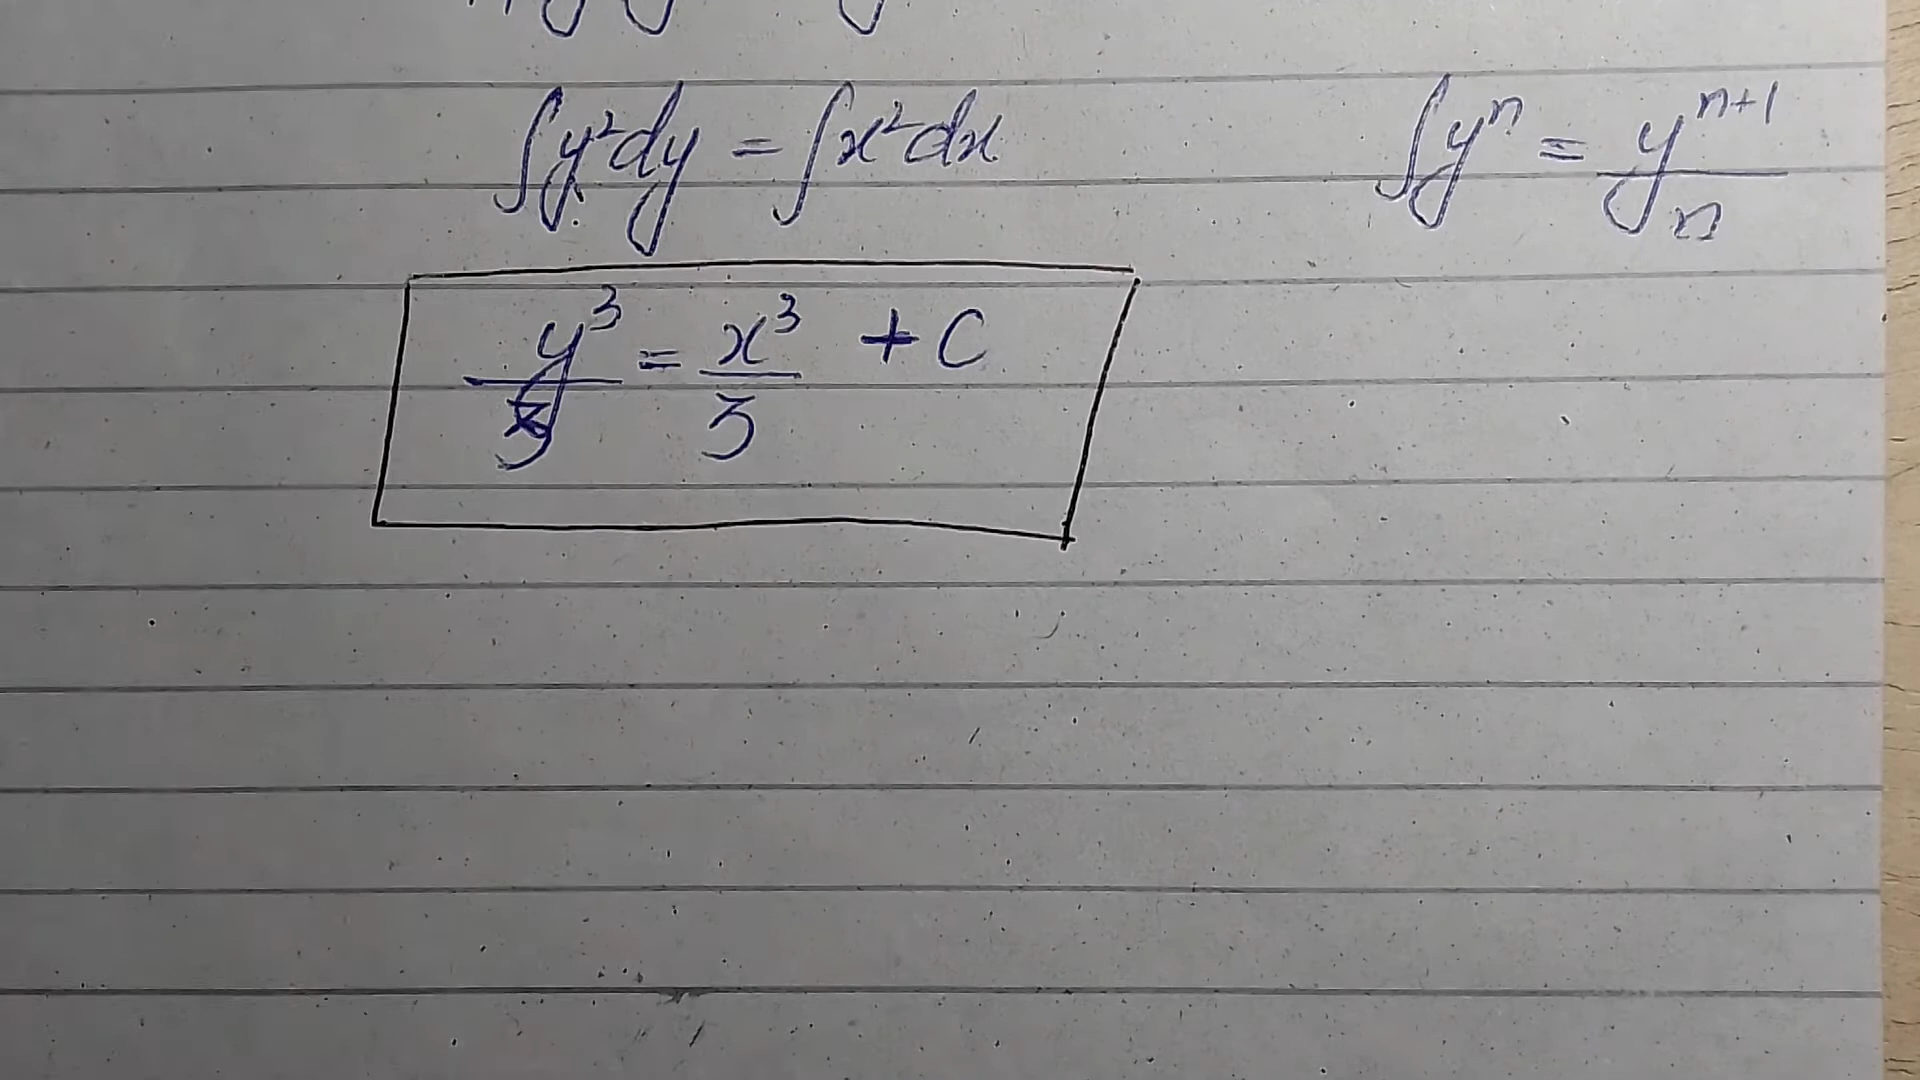 ∫y²dy = ∫x²dx
∫yⁿ = yⁿ⁺¹/n
y³/3 = x³/3 + C